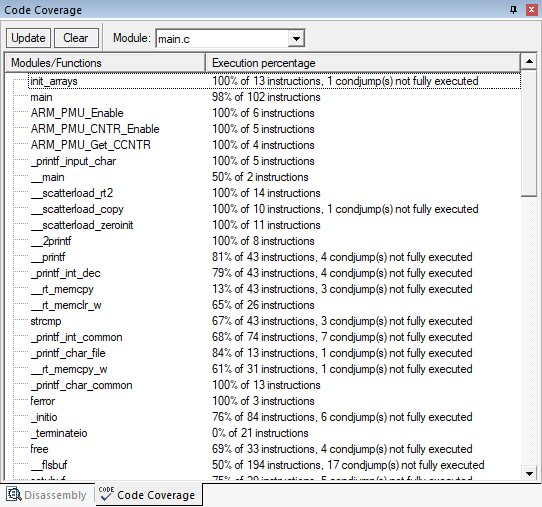 Code Coverage
Update Clear Module: main.c
Modules/Functions Execution percentage
init_arrays 100% of 13 instructions, 1 condjump(s) not fully executed
main 98% of 102 instructions
ARM_PMU_Enable 100% of 6 instructions
ARM_PMU_CNTR_Enable 100% of 5 instructions
ARM_PMU_Get_CCNTR 100% of 4 instructions
_printf_input_char 100% of 5 instructions
__main 50% of 2 instructions
__scatterload_rt2 100% of 14 instructions
__scatterload_copy 100% of 10 instructions, 1 condjump(s) not fully executed
__scatterload_zeroinit 100% of 11 instructions
__2printf 100% of 8 instructions
__printf 81% of 43 instructions, 4 condjump(s) not fully executed
_printf_int_dec 79% of 43 instructions, 4 condjump(s) not fully executed
__rt_memcpy 13% of 43 instructions, 3 condjump(s) not fully executed
__rt_memclr_w 65% of 26 instructions
strcmp 67% of 43 instructions, 3 condjump(s) not fully executed
_printf_int_common 68% of 74 instructions, 7 condjump(s) not fully executed
_printf_char_file 84% of 13 instructions, 1 condjump(s) not fully executed
__rt_memcpy_w 61% of 31 instructions, 1 condjump(s) not fully executed
_printf_char_common 100% of 13 instructions
ferror 100% of 3 instructions
_initio 76% of 84 instructions, 6 condjump(s) not fully executed
_terminateio 0% of 21 instructions
free 69% of 33 instructions, 4 condjump(s) not fully executed
__flsbuf 50% of 194 instructions, 17 condjump(s) not fully executed
Disassembly CODE Code Coverage